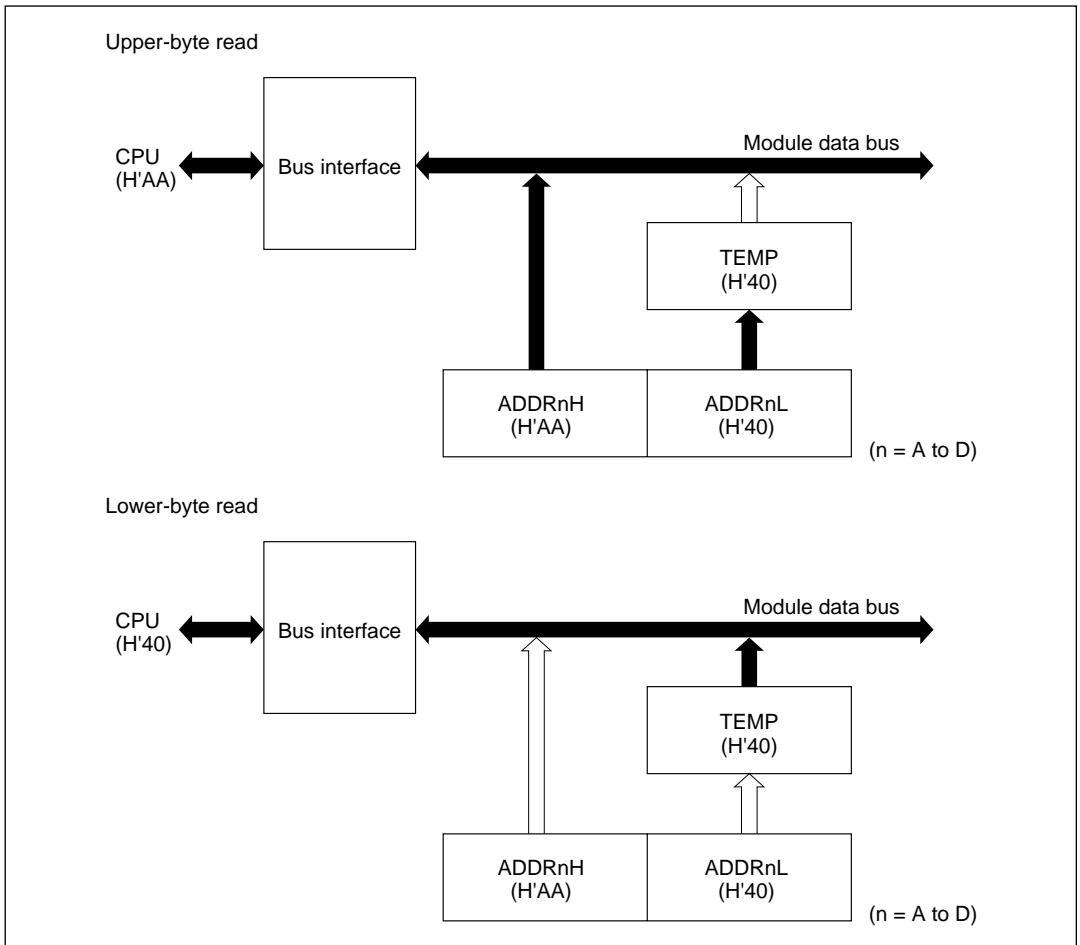 Upper-byte read
Module data bus
CPU
(H'AA)
Bus interface
TEMP
(H'40)
ADDRnH
(H'AA)
ADDRnL
(H'40)
(n = A to D)
Lower-byte read
Module data bus
CPU
(H'40)
Bus interface
TEMP
(H'40)
ADDRnH
(H'AA)
ADDRnL
(H'40)
(n = A to D)